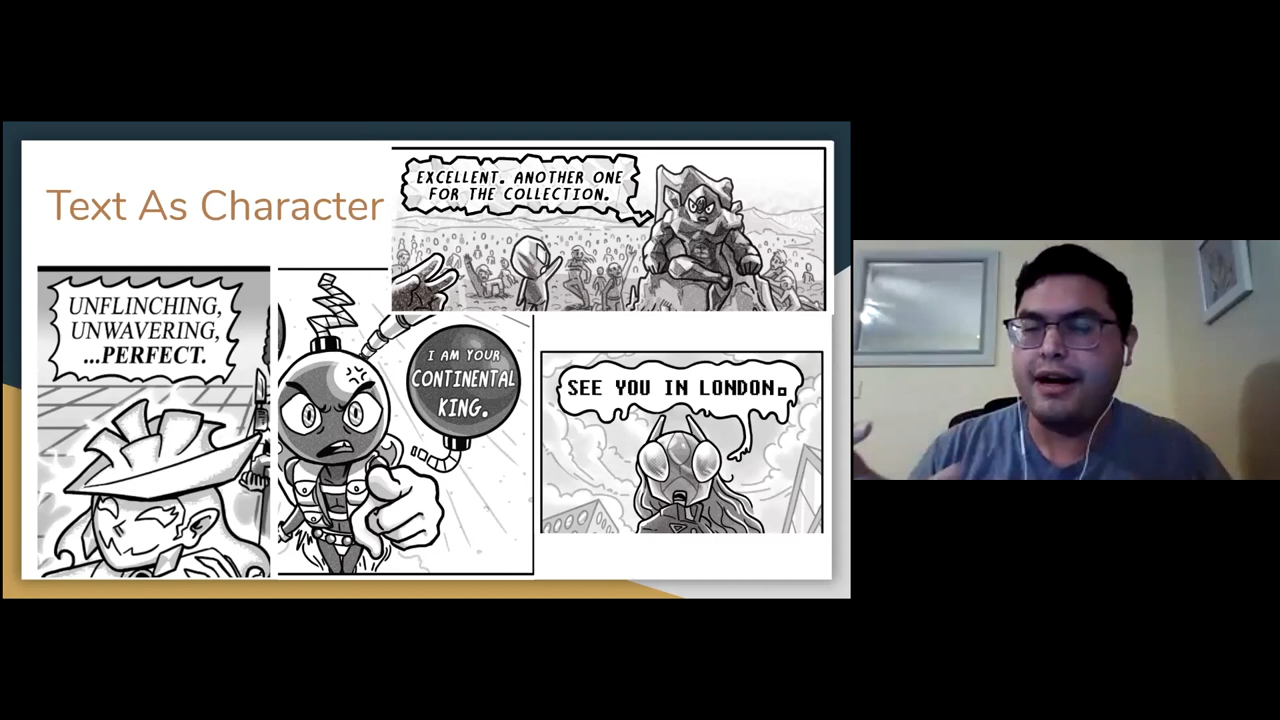 Text As Character
EXCELLENT. ANOTHER ONE
FOR THE COLLECTION.
UNFLINCHING,
UNWAVERING,
...PERFECT.
I AM YOUR
CONTINENTAL
KING.
SEE YOU IN LONDON.